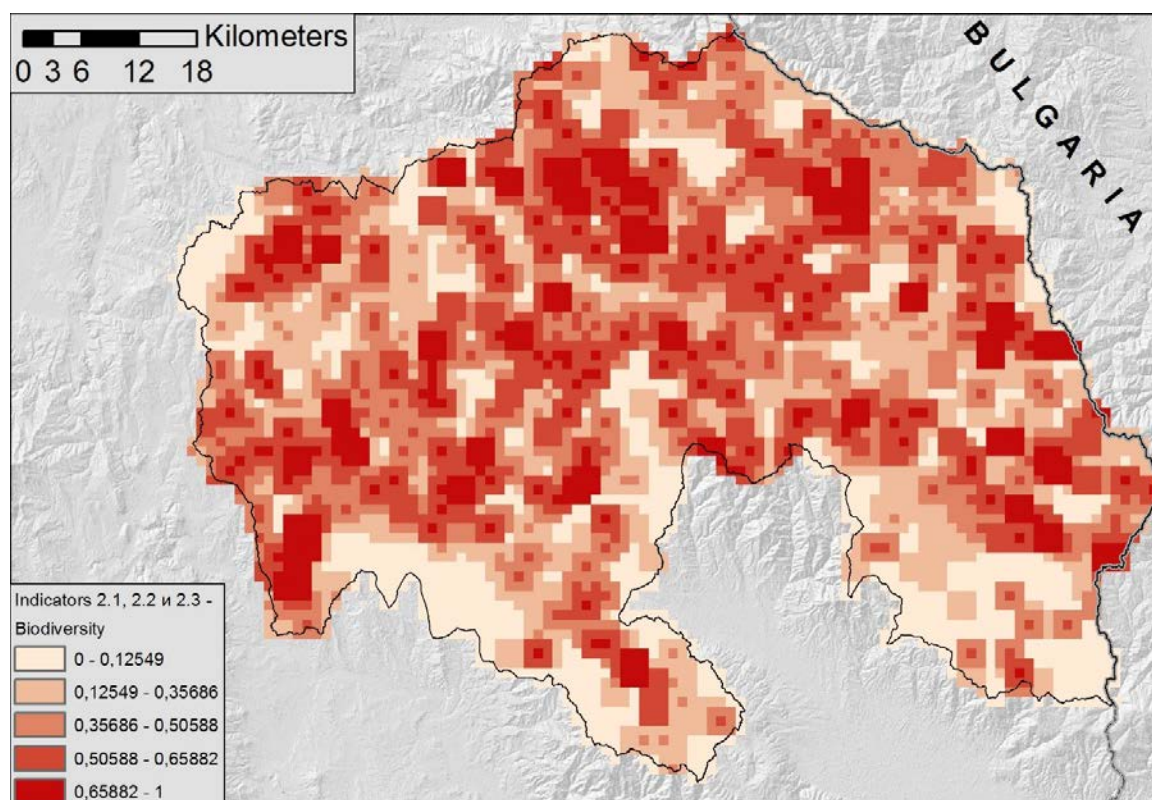 Kilometers
0 3 6 12 18
BULGARIA
Indicators 2.1, 2.2 и 2.3 -
Biodiversity
0 - 0,12549
0,12549 - 0,35686
0,35686 - 0,50588
0,50588 - 0,65882
0,65882 - 1